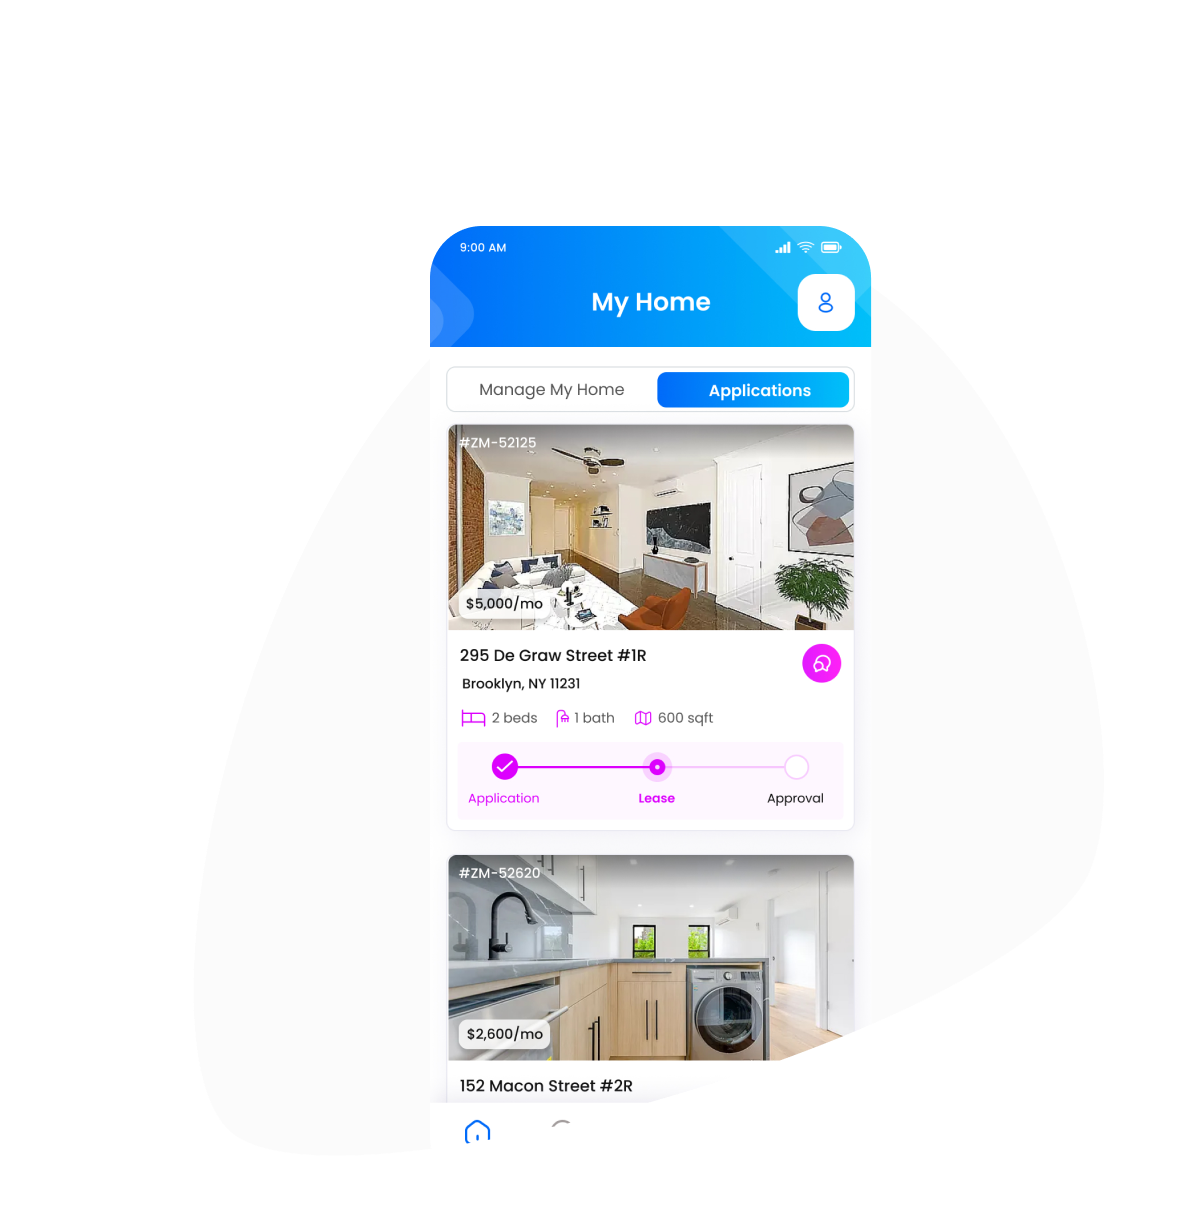 9:00 AM
My Home
Manage My Home
Applications
#ZM-52125
$5,000/mo
295 De Graw Street #1R
Brooklyn, NY 11231
2 beds
1 bath
600 sqft
Application
Lease
Approval
#ZM-52620
$2,600/mo
152 Macon Street #2R